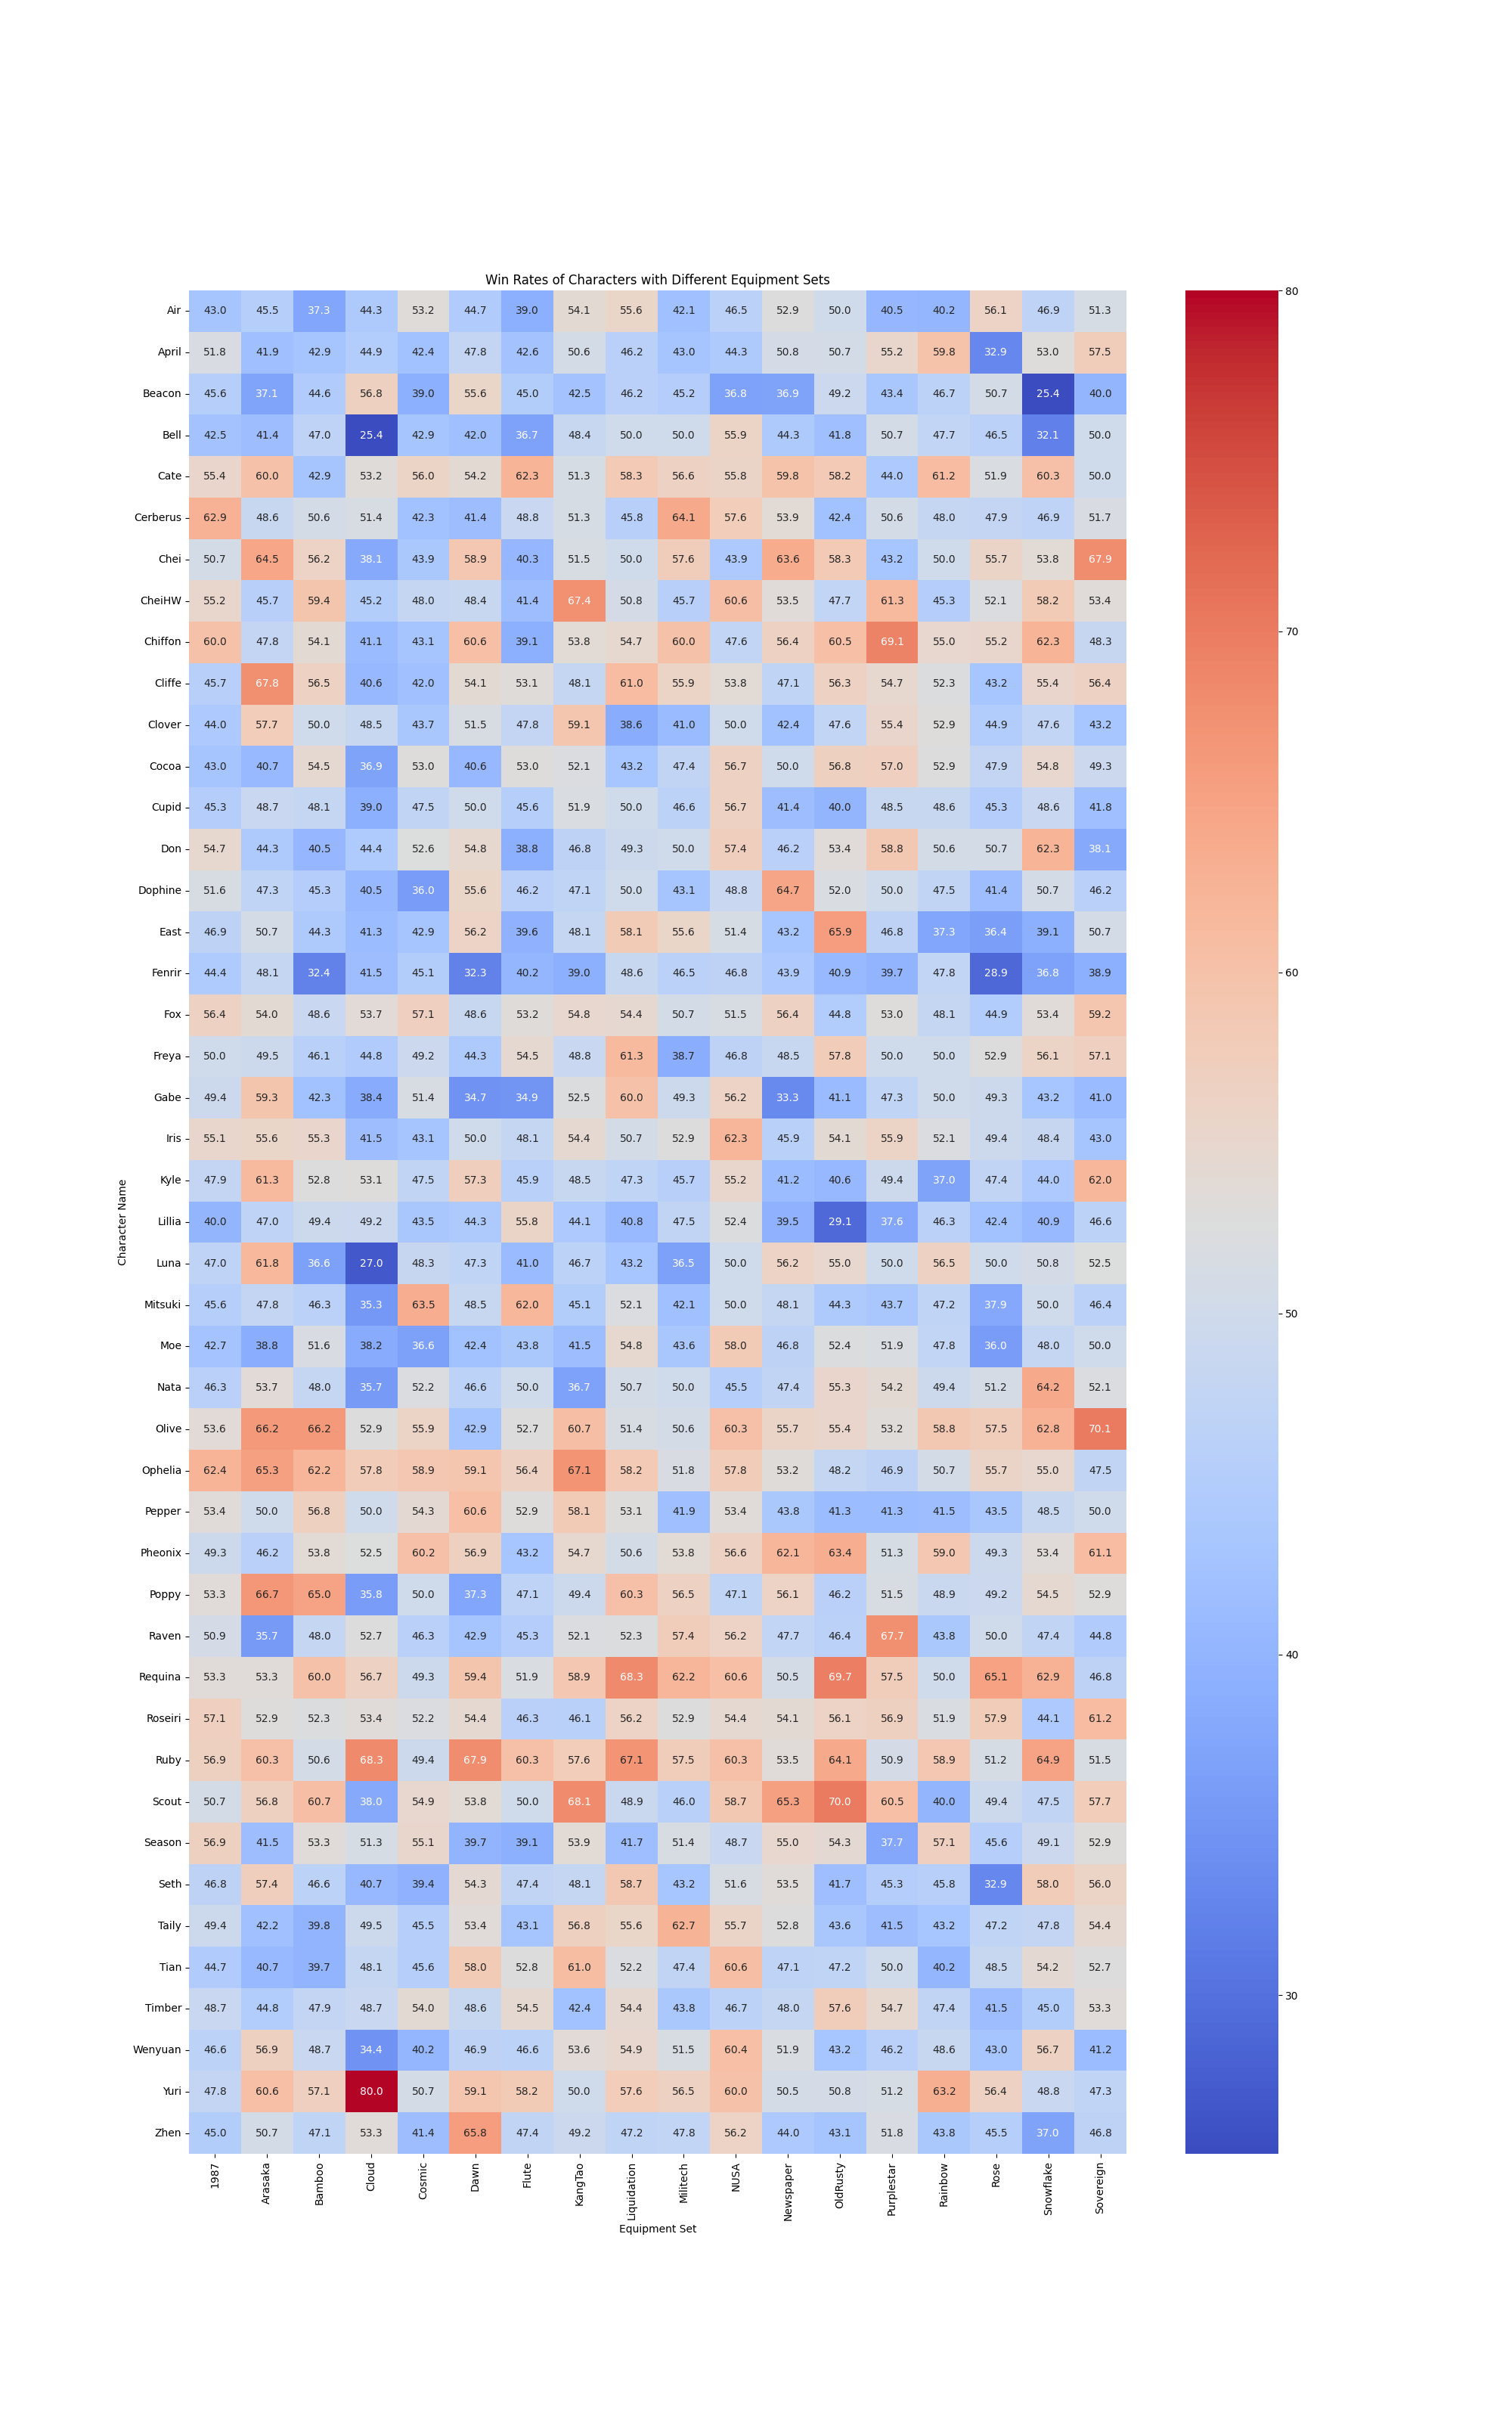 Win Rates of Characters with Different Equipment Sets
Air 43.0 45.5 37.3 44.3 53.2 44.7 39.0 54.1 55.6 42.1 46.5 52.9 50.0 40.5 40.2 56.1 46.9 51.3
April 51.8 41.9 42.9 44.9 42.4 47.8 42.6 50.6 46.2 43.0 44.3 50.8 50.7 55.2 59.8 32.9 53.0 57.5
Beacon 45.6 37.1 44.6 56.8 39.0 55.6 45.0 42.5 46.2 45.2 36.8 36.9 49.2 43.4 46.7 50.7 25.4 40.0
Bell 42.5 41.4 47.0 25.4 42.9 42.0 36.7 48.4 50.0 50.0 55.9 44.3 41.8 50.7 47.7 46.5 32.1 50.0
Cate 55.4 60.0 42.9 53.2 56.0 54.2 62.3 51.3 58.3 56.6 55.8 59.8 58.2 44.0 61.2 51.9 60.3 50.0
Cerberus 62.9 48.6 50.6 51.4 42.3 41.4 48.8 51.3 45.8 64.1 57.6 53.9 42.4 50.6 48.0 47.9 46.9 51.7
Chei 50.7 64.5 56.2 38.1 43.9 58.9 40.3 51.5 50.0 57.6 43.9 63.6 58.3 43.2 50.0 55.7 53.8 67.9
CheiHW 55.2 45.7 59.4 45.2 48.0 48.4 41.4 67.4 50.8 45.7 60.6 53.5 47.7 61.3 45.3 52.1 58.2 53.4
Chiffon 60.0 47.8 54.1 41.1 43.1 60.6 39.1 53.8 54.7 60.0 47.6 56.4 60.5 69.1 55.0 55.2 62.3 48.3
Cliffe 45.7 67.8 56.5 40.6 42.0 54.1 53.1 48.1 61.0 55.9 53.8 47.1 56.3 54.7 52.3 43.2 55.4 56.4
Clover 44.0 57.7 50.0 48.5 43.7 51.5 47.8 59.1 38.6 41.0 50.0 42.4 47.6 55.4 52.9 44.9 47.6 43.2
Cocoa 43.0 40.7 54.5 36.9 53.0 40.6 53.0 52.1 43.2 47.4 56.7 50.0 56.8 57.0 52.9 47.9 54.8 49.3
Cupid 45.3 48.7 48.1 39.0 47.5 50.0 45.6 51.9 50.0 46.6 56.7 41.4 40.0 48.5 48.6 45.3 48.6 41.8
Don 54.7 44.3 40.5 44.4 52.6 54.8 38.8 46.8 49.3 50.0 57.4 46.2 53.4 58.8 50.6 50.7 62.3 38.1
Dophine 51.6 47.3 45.3 40.5 36.0 55.6 46.2 47.1 50.0 43.1 48.8 64.7 52.0 50.0 47.5 41.4 50.7 46.2
East 46.9 50.7 44.3 41.3 42.9 56.2 39.6 48.1 58.1 55.6 51.4 43.2 65.9 46.8 37.3 36.4 39.1 50.7
Fenrir 44.4 48.1 32.4 41.5 45.1 32.3 40.2 39.0 48.6 46.5 46.8 43.9 40.9 39.7 47.8 28.9 36.8 38.9
Fox 56.4 54.0 48.6 53.7 57.1 48.6 53.2 54.8 54.4 50.7 51.5 56.4 44.8 53.0 48.1 44.9 53.4 59.2
Freya 50.0 49.5 46.1 44.8 49.2 44.3 54.5 48.8 61.3 38.7 46.8 48.5 57.8 50.0 50.0 52.9 56.1 57.1
Gabe 49.4 59.3 42.3 38.4 51.4 34.7 34.9 52.5 60.0 49.3 56.2 33.3 41.1 47.3 50.0 49.3 43.2 41.0
Iris 55.1 55.6 55.3 41.5 43.1 50.0 48.1 54.4 50.7 52.9 62.3 45.9 54.1 55.9 52.1 49.4 48.4 43.0
Kyle 47.9 61.3 52.8 53.1 47.5 57.3 45.9 48.5 47.3 45.7 55.2 41.2 40.6 49.4 37.0 47.4 44.0 62.0
Lillia 40.0 47.0 49.4 49.2 43.5 44.3 55.8 44.1 40.8 47.5 52.4 39.5 29.1 37.6 46.3 42.4 40.9 46.6
Luna 47.0 61.8 36.6 27.0 48.3 47.3 41.0 46.7 43.2 36.5 50.0 56.2 55.0 50.0 56.5 50.0 50.8 52.5
Mitsuki 45.6 47.8 46.3 35.3 63.5 48.5 62.0 45.1 52.1 42.1 50.0 48.1 44.3 43.7 47.2 37.9 50.0 46.4
Moe 42.7 38.8 51.6 38.2 36.6 42.4 43.8 41.5 54.8 43.6 58.0 46.8 52.4 51.9 47.8 36.0 48.0 50.0
Nata 46.3 53.7 48.0 35.7 52.2 46.6 50.0 36.7 50.7 50.0 45.5 47.4 55.3 54.2 49.4 51.2 64.2 52.1
Olive 53.6 66.2 66.2 52.9 55.9 42.9 52.7 60.7 51.4 50.6 60.3 55.7 55.4 53.2 58.8 57.5 62.8 70.1
Ophelia 62.4 65.3 62.2 57.8 58.9 59.1 56.4 67.1 58.2 51.8 57.8 53.2 48.2 46.9 50.7 55.7 55.0 47.5
Pepper 53.4 50.0 56.8 50.0 54.3 60.6 52.9 58.1 53.1 41.9 53.4 43.8 41.3 41.3 41.5 43.5 48.5 50.0
Pheonix 49.3 46.2 53.8 52.5 60.2 56.9 43.2 54.7 50.6 53.8 56.6 62.1 63.4 51.3 59.0 49.3 53.4 61.1
Poppy 53.3 66.7 65.0 35.8 50.0 37.3 47.1 49.4 60.3 56.5 47.1 56.1 46.2 51.5 48.9 49.2 54.5 52.9
Raven 50.9 35.7 48.0 52.7 46.3 42.9 45.3 52.1 52.3 57.4 56.2 47.7 46.4 67.7 43.8 50.0 47.4 44.8
Requina 53.3 53.3 60.0 56.7 49.3 59.4 51.9 58.9 68.3 62.2 60.6 50.5 69.7 57.5 50.0 65.1 62.9 46.8
Roseiri 57.1 52.9 52.3 53.4 52.2 54.4 46.3 46.1 56.2 52.9 54.4 54.1 56.1 56.9 51.9 57.9 44.1 61.2
Ruby 56.9 60.3 50.6 68.3 49.4 67.9 60.3 57.6 67.1 57.5 60.3 53.5 64.1 50.9 58.9 51.2 64.9 51.5
Scout 50.7 56.8 60.7 38.0 54.9 53.8 50.0 68.1 48.9 46.0 58.7 65.3 70.0 60.5 40.0 49.4 47.5 57.7
Season 56.9 41.5 53.3 51.3 55.1 39.7 39.1 53.9 41.7 51.4 48.7 55.0 54.3 37.7 57.1 45.6 49.1 52.9
Seth 46.8 57.4 46.6 40.7 39.4 54.3 47.4 48.1 58.7 43.2 51.6 53.5 41.7 45.3 45.8 32.9 58.0 56.0
Taily 49.4 42.2 39.8 49.5 45.5 53.4 43.1 56.8 55.6 62.7 55.7 52.8 43.6 41.5 43.2 47.2 47.8 54.4
Tian 44.7 40.7 39.7 48.1 45.6 58.0 52.8 61.0 52.2 47.4 60.6 47.1 47.2 50.0 40.2 48.5 54.2 52.7
Timber 48.7 44.8 47.9 48.7 54.0 48.6 54.5 42.4 54.4 43.8 46.7 48.0 57.6 54.7 47.4 41.5 45.0 53.3
Wenyuan 46.6 56.9 48.7 34.4 40.2 46.9 46.6 53.6 54.9 51.5 60.4 51.9 43.2 46.2 48.6 43.0 56.7 41.2
Yuri 47.8 60.6 57.1 80.0 50.7 59.1 58.2 50.0 57.6 56.5 60.0 50.5 50.8 51.2 63.2 56.4 48.8 47.3
Zhen 45.0 50.7 47.1 53.3 41.4 65.8 47.4 49.2 47.2 47.8 56.2 44.0 43.1 51.8 43.8 45.5 37.0 46.8
1987 Arasaka Bamboo Cloud Cosmic Dawn Flute KangTao Liquidation Militech NUSA Newspaper OldRusty Purplestar Rainbow Rose Snowflake Sovereign
Equipment Set
Character Name
80
70
60
50
40
30